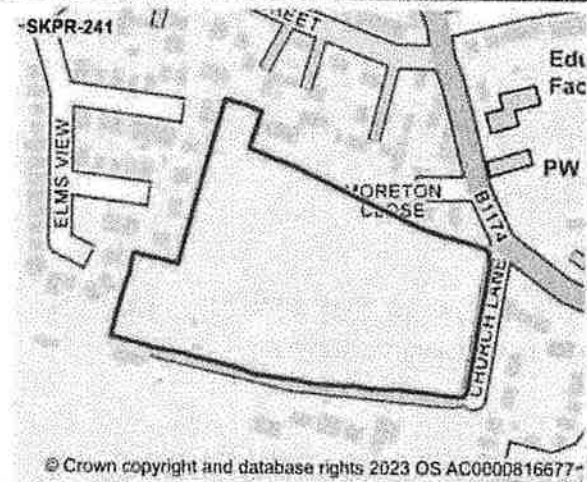 -SKPR-241
EET
Edu
Fac
ELMS VIEW
PW
MORETON
CLOSE
B1174
CHURCH LANE
© Crown copyright and database rights 2023 OS AC0000816677